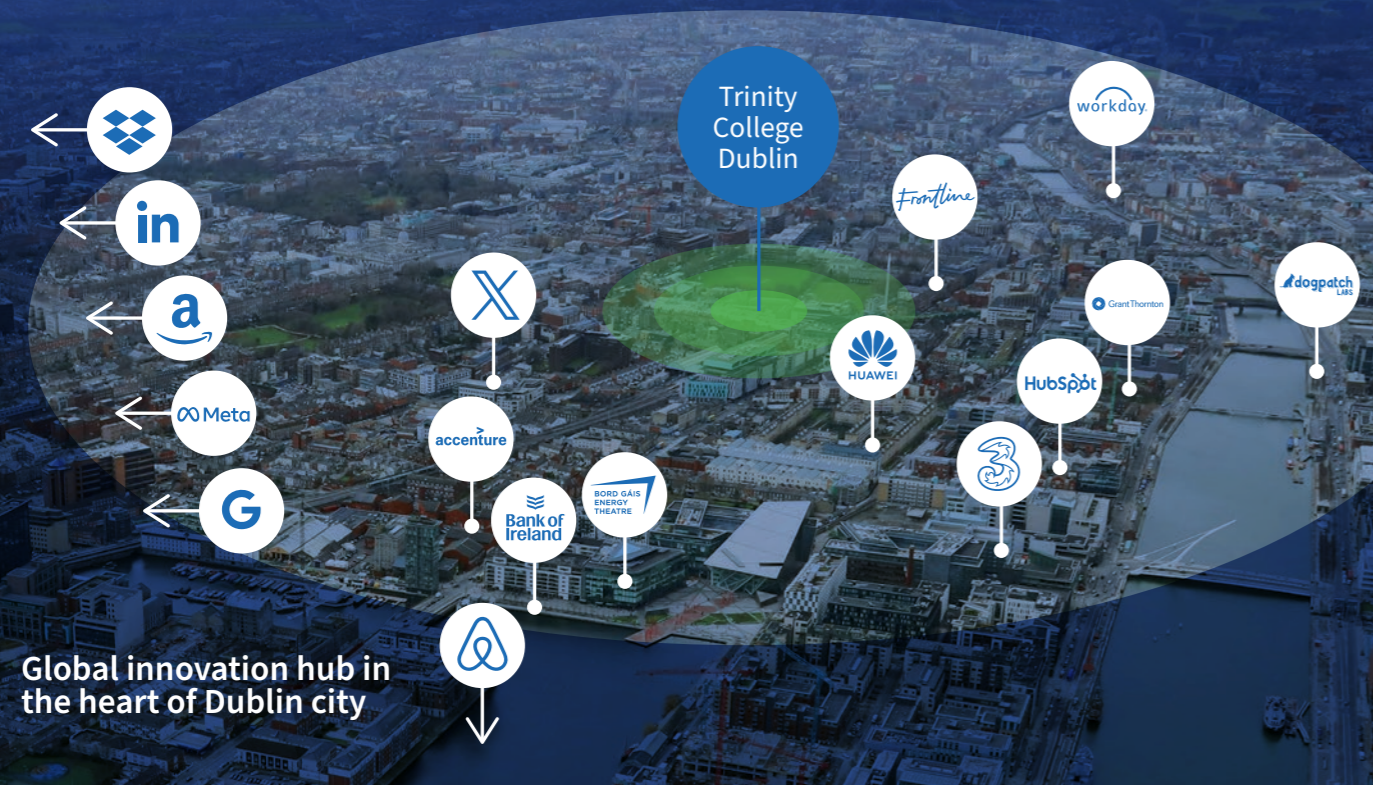 Trinity
College
Dublin
workday.
Frontline
in
a
X
dogpatch
LABS
Grant Thornton
HUAWEI
HubSpot
Meta
accenture
3
BORD GÁIS
ENERGY
THEATRE
G
Bank of
Ireland
Global innovation hub in
the heart of Dublin city